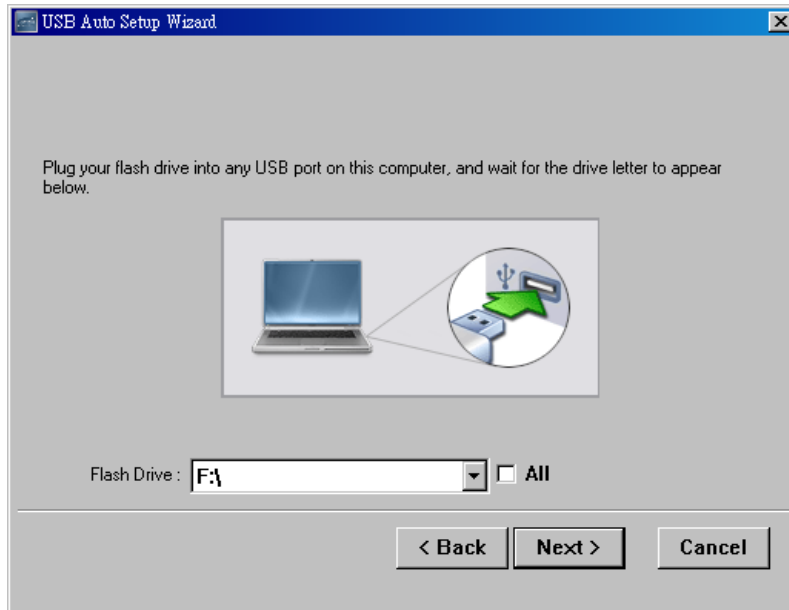 USB Auto Setup Wizard
Plug your flash drive into any USB port on this computer, and wait for the drive letter to appear
below.
Flash Drive : F:\ All
< Back Next > Cancel